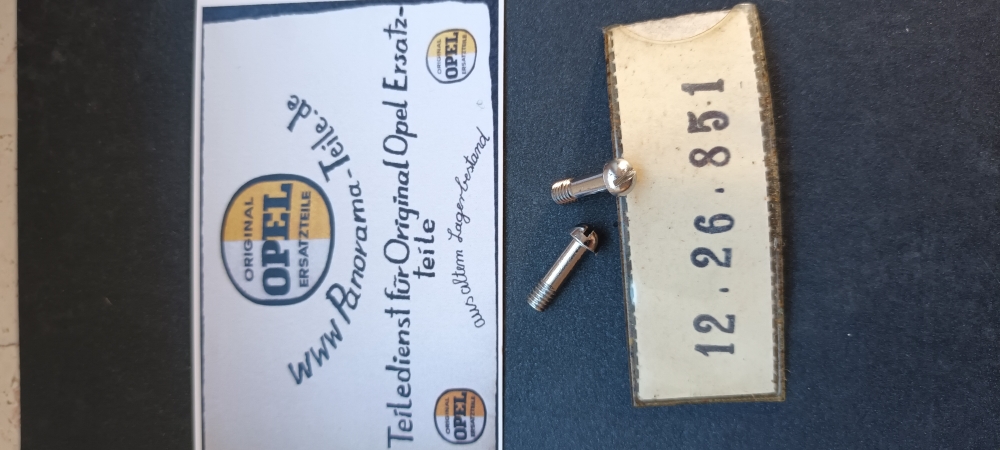 ORIGINAL
OPEL
ERSATZTEILE
www.Panorama-Teile.de
Teiledienst für Original Opel Ersatz-
teile
aus altem Lagerbestand
ORIGINAL
OPEL
ERSATZTEILE
ORIGINAL
OPEL
ERSATZTEILE
12.26.851